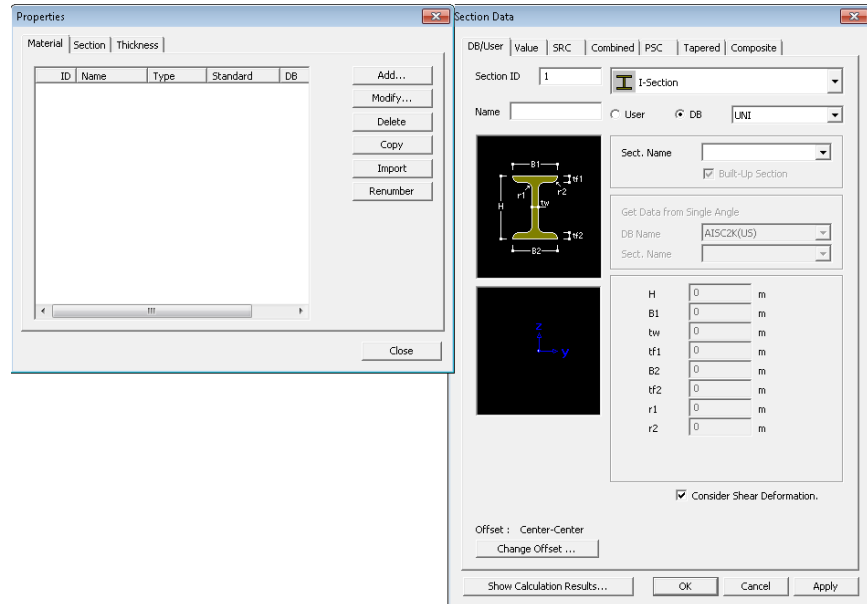 Properties
Material Section Thickness
ID Name Type Standard DB
Add...
Modify...
Delete
Copy
Import
Renumber
Close
Section Data
DB/User Value SRC Combined PSC Tapered Composite
Section ID 1 I-Section
Name User DB UNI
B1
tf1
r1 r2
H tw
tf2
B2
Sect. Name
Built-Up Section
Get Data from Single Angle
DB Name AISC2K(US)
Sect. Name
z
y
H 0 m
B1 0 m
tw 0 m
tf1 0 m
B2 0 m
tf2 0 m
r1 0 m
r2 0 m
Consider Shear Deformation.
Offset : Center-Center
Change Offset ...
Show Calculation Results... OK Cancel Apply